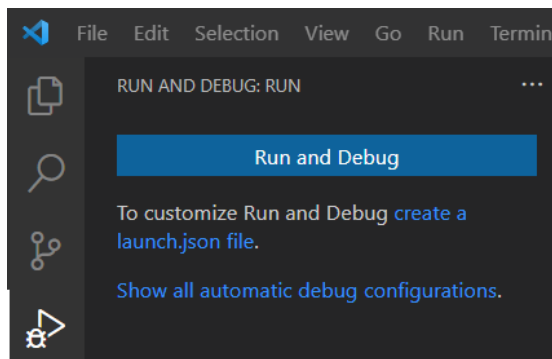 File Edit Selection View Go Run Termin
RUN AND DEBUG: RUN
Run and Debug
To customize Run and Debug create a
launch.json file.
Show all automatic debug configurations.